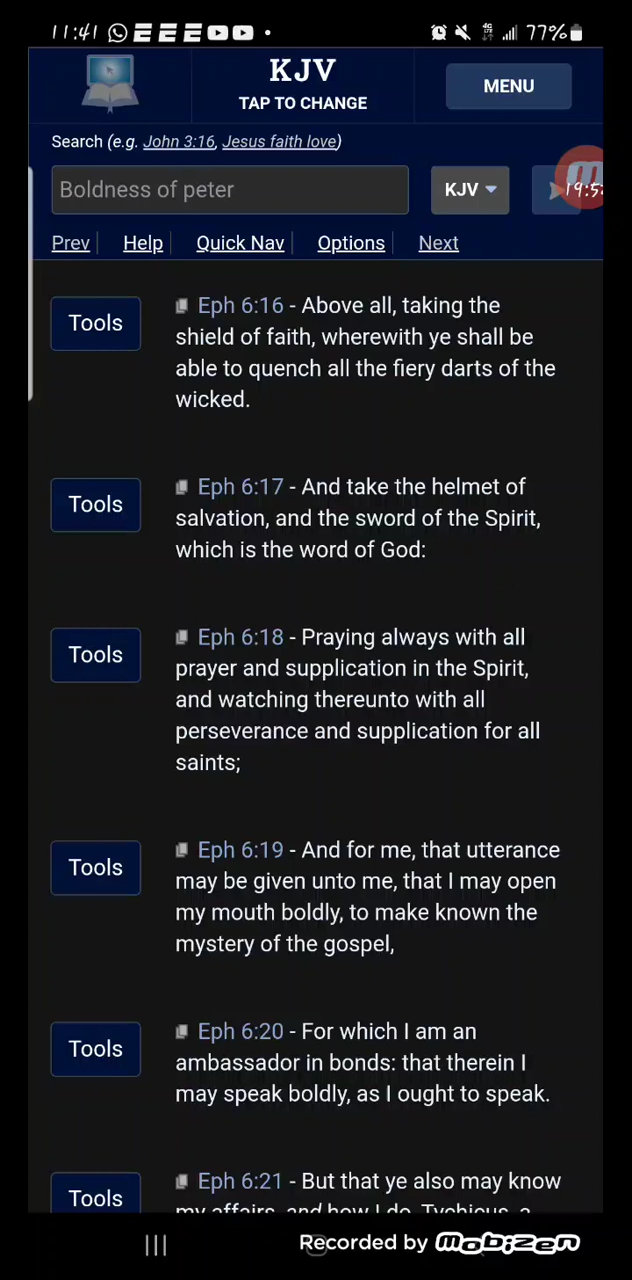 11:41 77%
KJV
TAP TO CHANGE
MENU
Search (e.g. John 3:16, Jesus faith love)
Boldness of peter KJV 19:5
Prev Help Quick Nav Options Next
Tools Eph 6:16 - Above all, taking the
shield of faith, wherewith ye shall be
able to quench all the fiery darts of the
wicked.
Tools Eph 6:17 - And take the helmet of
salvation, and the sword of the Spirit,
which is the word of God:
Tools Eph 6:18 - Praying always with all
prayer and supplication in the Spirit,
and watching thereunto with all
perseverance and supplication for all
saints;
Tools Eph 6:19 - And for me, that utterance
may be given unto me, that I may open
my mouth boldly, to make known the
mystery of the gospel,
Tools Eph 6:20 - For which I am an
ambassador in bonds: that therein I
may speak boldly, as I ought to speak.
Tools Eph 6:21 - But that ye also may know
my affairs, and how I do, Tychicus, a
Recorded by mobizen